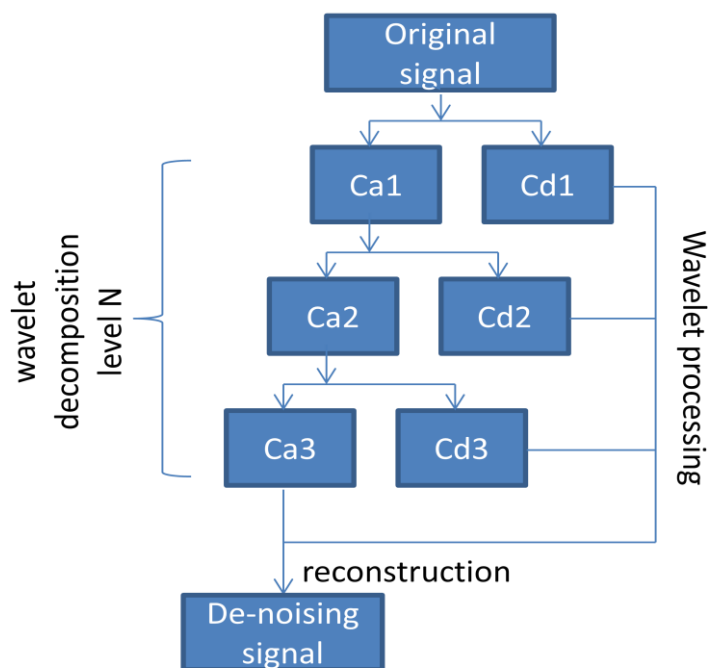 Original
signal
Ca1
Cd1
Ca2
Cd2
Ca3
Cd3
wavelet
decomposition
level N
Wavelet processing
reconstruction
De-noising
signal